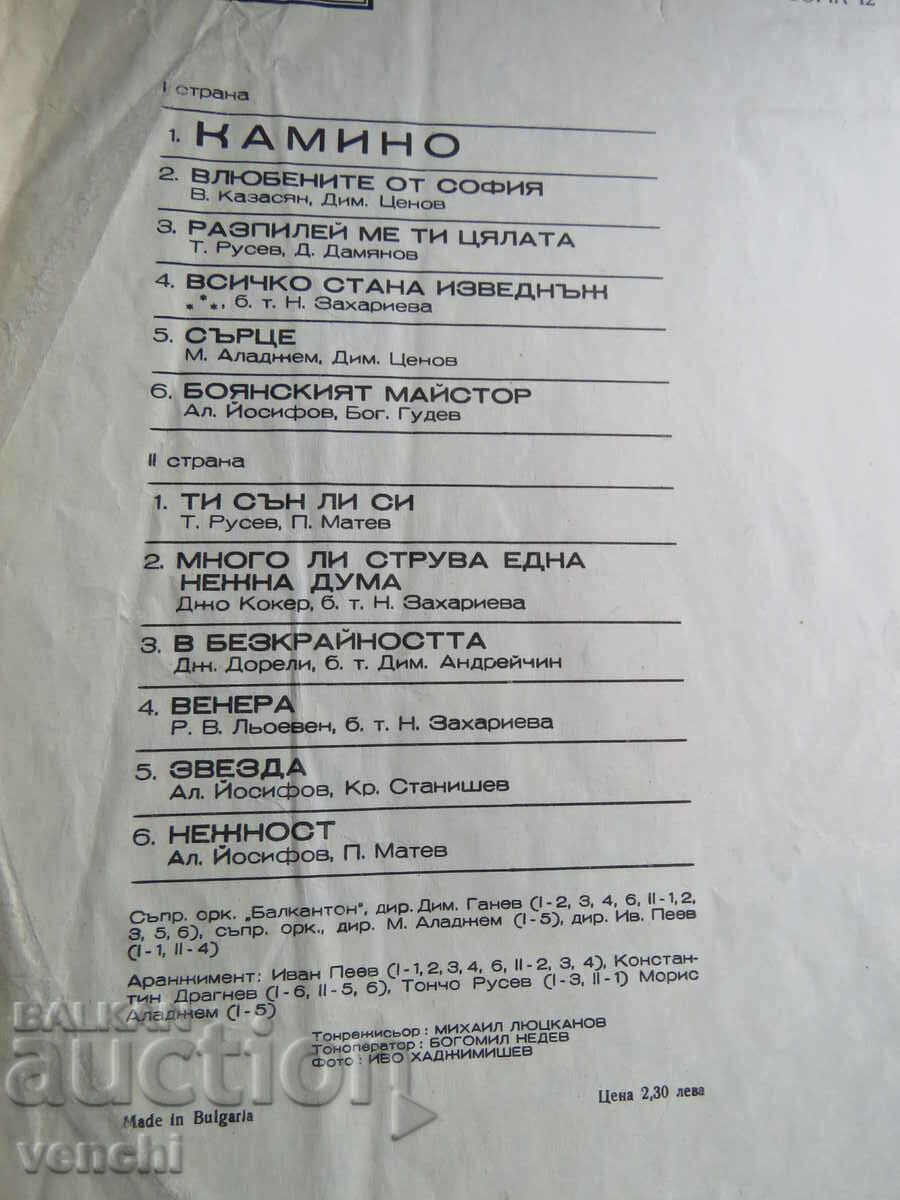 I страна
1. КАМИНО
2. ВЛЮБЕНИТЕ ОТ СОФИЯ
В. Казасян, Дим. Ценов
3. РАЗПИЛЕЙ МЕ ТИ ЦЯЛАТА
Т. Русев, Д. Дамянов
4. ВСИЧКО СТАНА ИЗВЕДНЪЖ
***, б. т. Н. Захариева
5. СЪРЦЕ
М. Аладжем, Дим. Ценов
6. БОЯНСКИЯТ МАЙСТОР
Ал. Йосифов, Бог. Гудев
II страна
1. ТИ СЪН ЛИ СИ
Т. Русев, П. Матев
2. МНОГО ЛИ СТРУВА ЕДНА
НЕЖНА ДУМА
Джо Кокер, б. т. Н. Захариева
3. В БЕЗКРАЙНОСТТА
Дж. Дорели, б. т. Дим. Андрейчин
4. ВЕНЕРА
Р. В. Льоевен, б. т. Н. Захариева
5. ЗВЕЗДА
Ал. Йосифов, Кр. Станишев
6. НЕЖНОСТ
Ал. Йосифов, П. Матев
Съпр. орк. „Балкантон", дир. Дим. Ганев (I-2, 3, 4, 6, II-1, 2,
3, 5, 6), съпр. орк., дир. М. Аладжем (I-5), дир. Ив. Пеев
(I-1, II-4)
Аранжимент: Иван Пеев (I-1, 2, 3, 4, 6, II-2, 3, 4), Констан-
тин Драгнев (I-6, II-5, 6), Тончо Русев (I-3, II-1) Морис
Аладжем (I-5)
Тонрежисьор: МИХАИЛ ЛЮЦКАНОВ
Тоноператор: БОГОМИЛ НЕДЕВ
Фото: ИВО ХАДЖИМИШЕВ
Цена 2,30 лева
Made in Bulgaria
BALKAN
auction
venchi